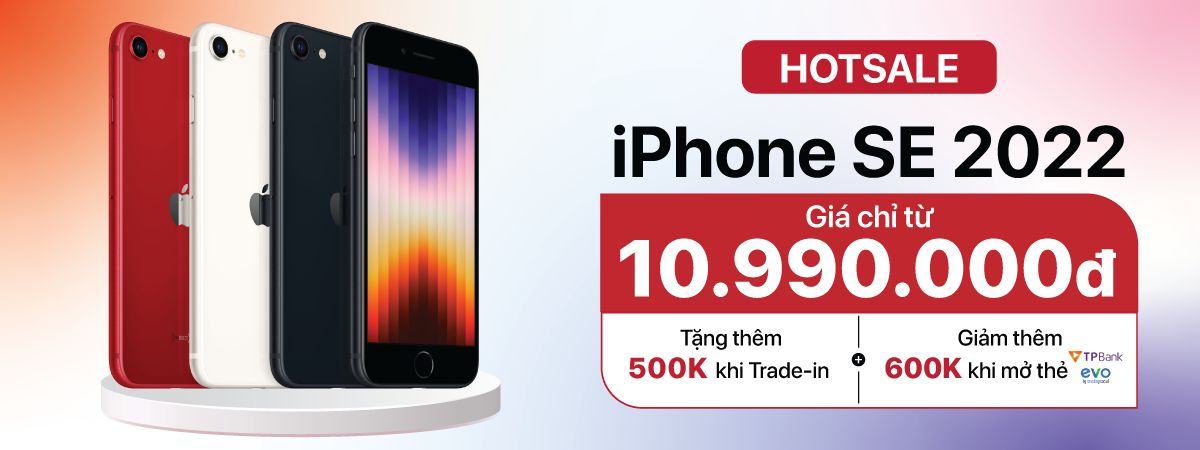 HOTSALE
iPhone SE 2022
Giá chỉ từ
10.990.000đ
Tặng thêm
500K khi Trade-in
+
Giảm thêm
600K khi mở thẻ
TPBank
evo